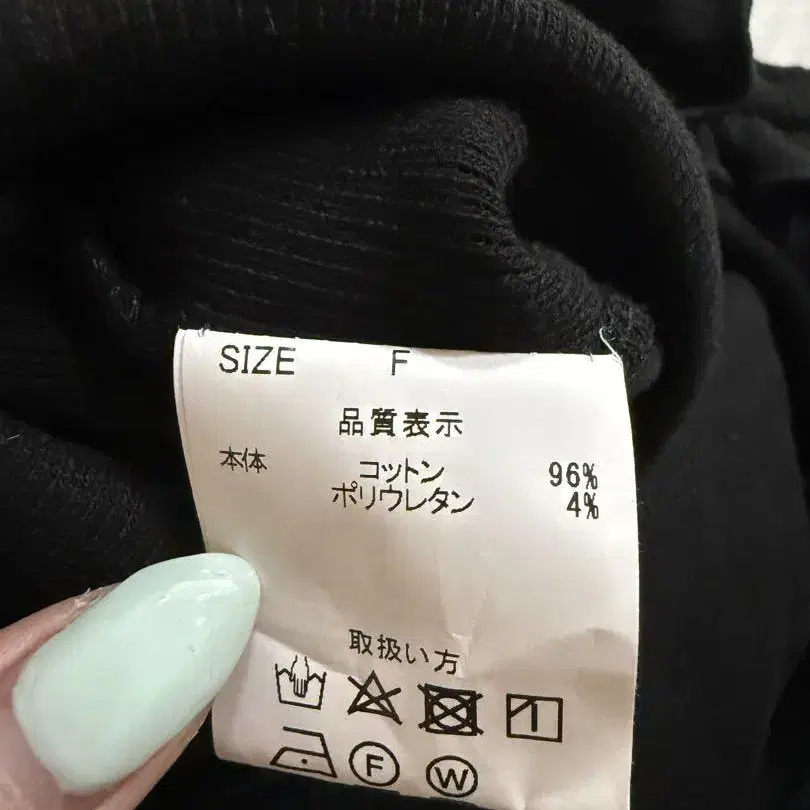 SIZE F
品質表示
本体 コットン 96%
ポリウレタン 4%
取扱い方
F W